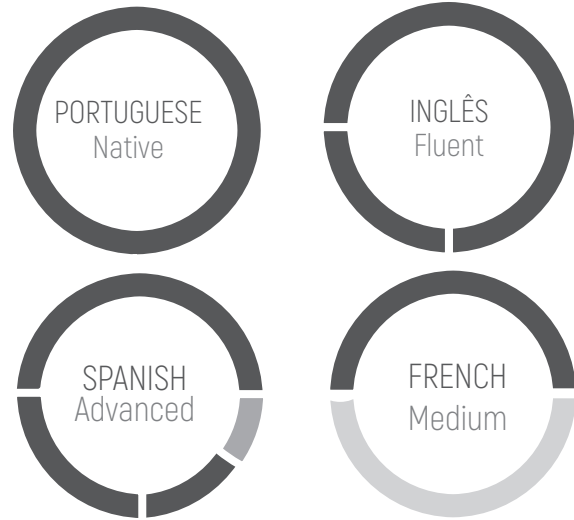 PORTUGUESE
Native
INGLÊS
Fluent
SPANISH
Advanced
FRENCH
Medium